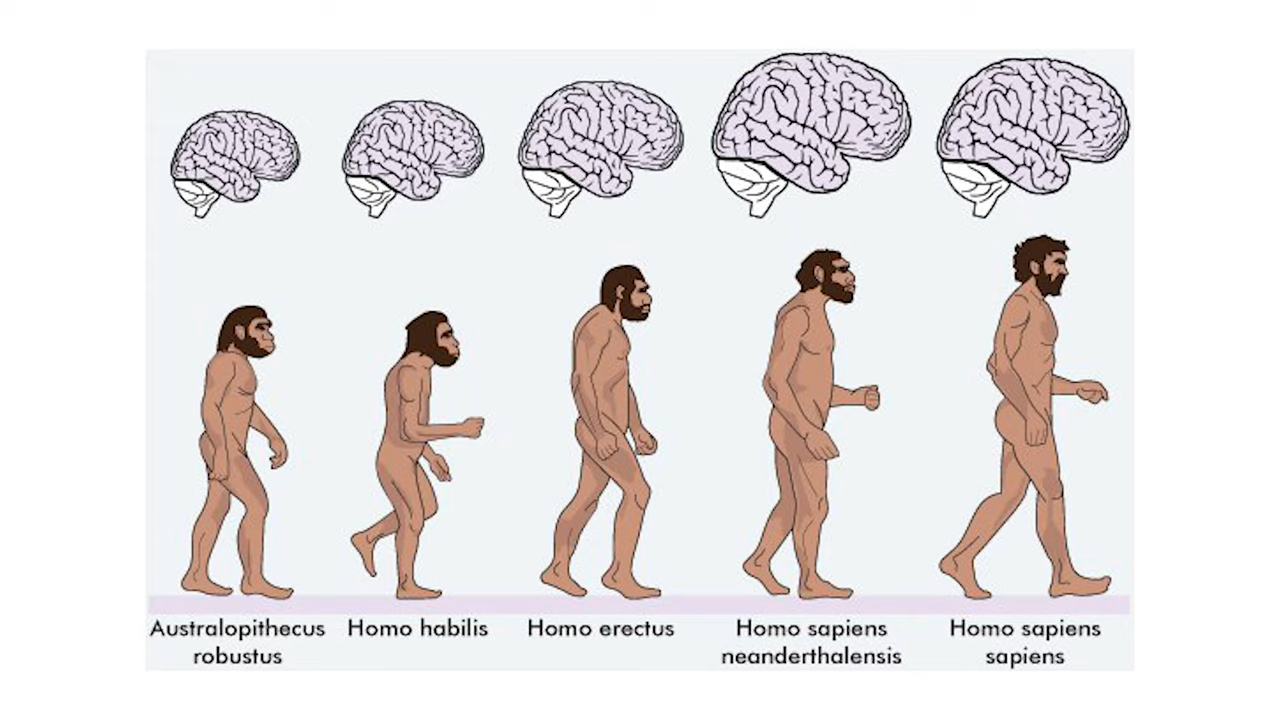 Australopithecus robustus
Homo habilis
Homo erectus
Homo sapiens neanderthalensis
Homo sapiens sapiens